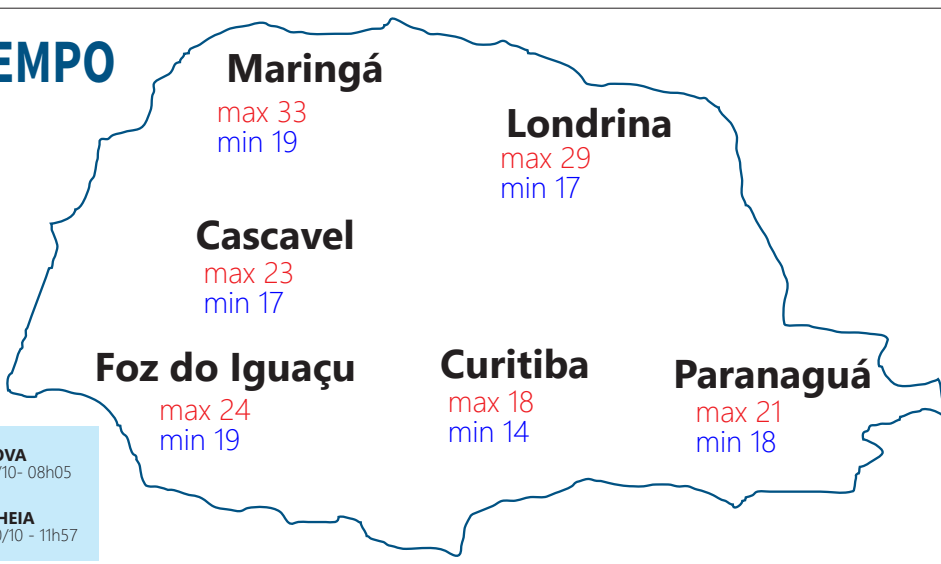 EMPO
Maringá
max 33
min 19
Londrina
max 29
min 17
Cascavel
max 23
min 17
Foz do Iguaçu
max 24
min 19
Curitiba
max 18
min 14
Paranaguá
max 21
min 18
OVA
/10- 08h05
HEIA
0/10 - 11h57